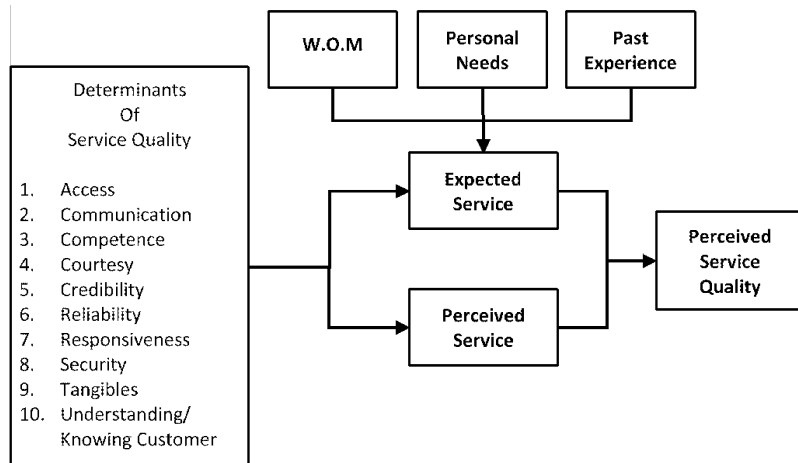 W.O.M
Personal
Needs
Past
Experience
Determinants
Of
Service Quality
1. Access
2. Communication
3. Competence
4. Courtesy
5. Credibility
6. Reliability
7. Responsiveness
8. Security
9. Tangibles
10. Understanding/
Knowing Customer
Expected
Service
Perceived
Service
Perceived
Service
Quality